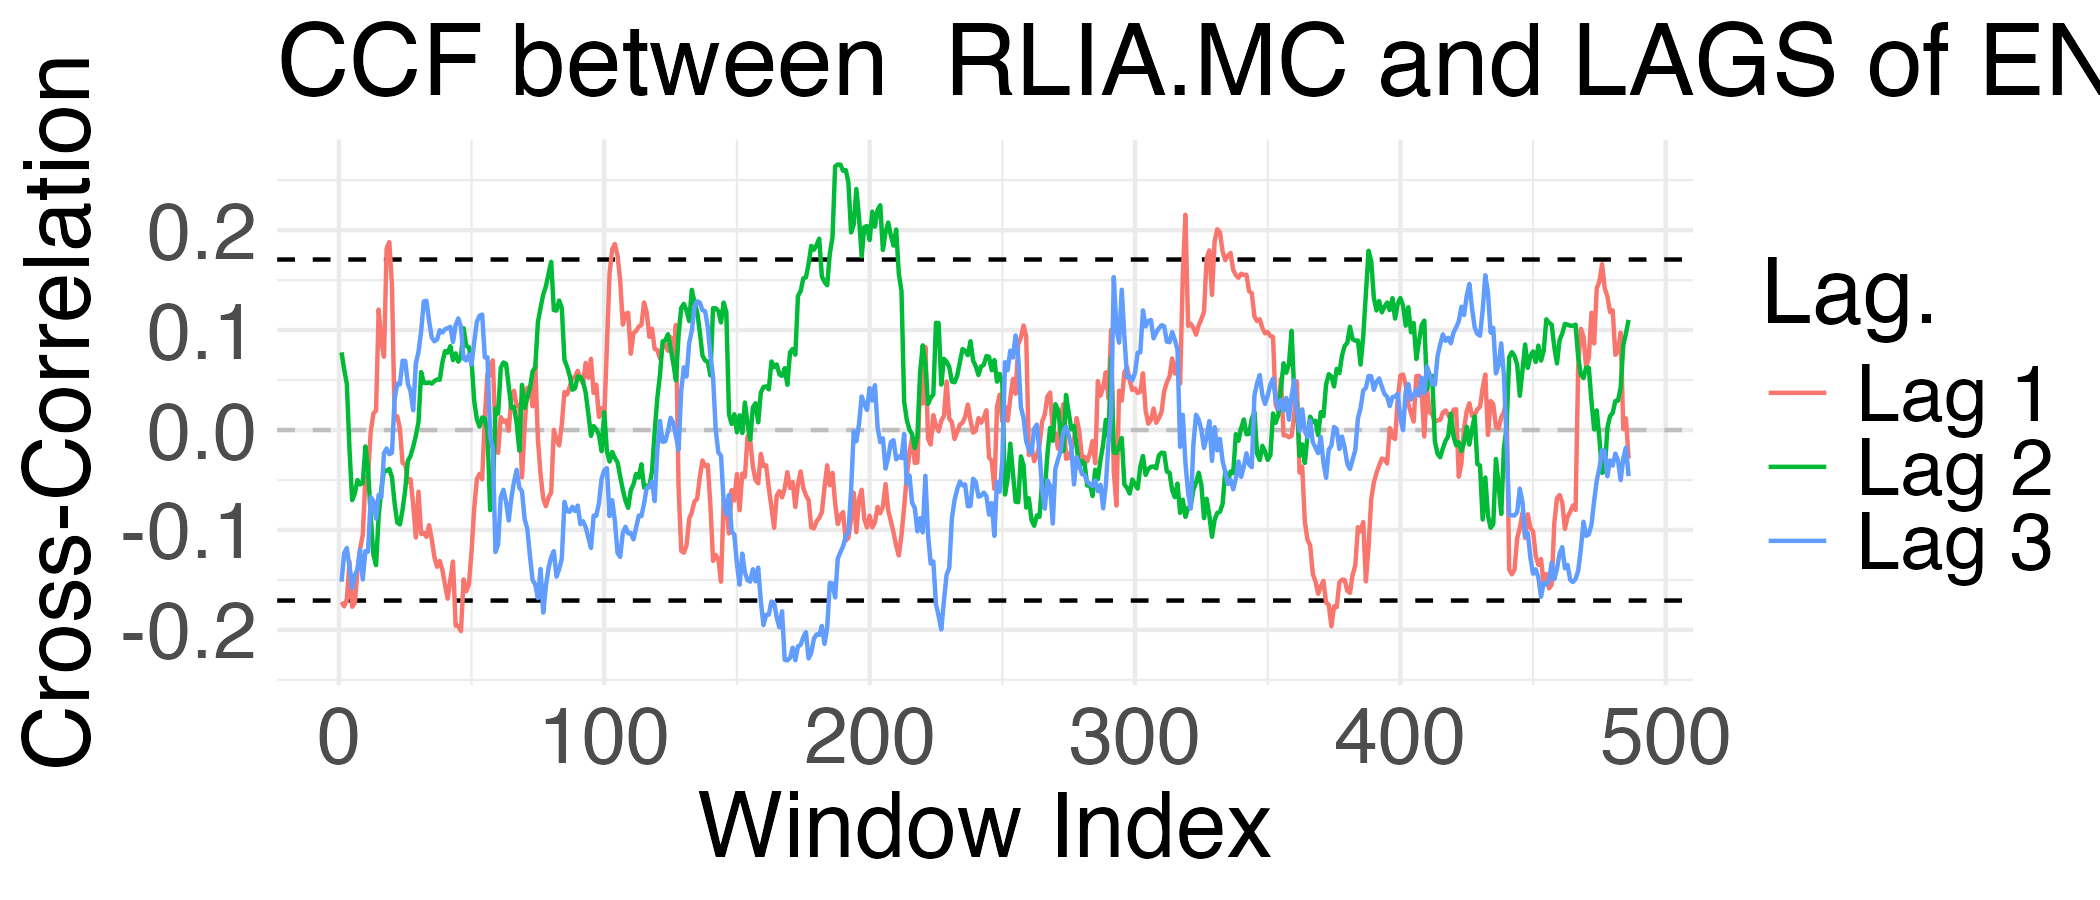 CCF between  RLIA.MC and LAGS of EN
Cross-Correlation
0.2
0.1
0.0
-0.1
-0.2
0 100 200 300 400 500
Window Index
Lag.
Lag 1
Lag 2
Lag 3